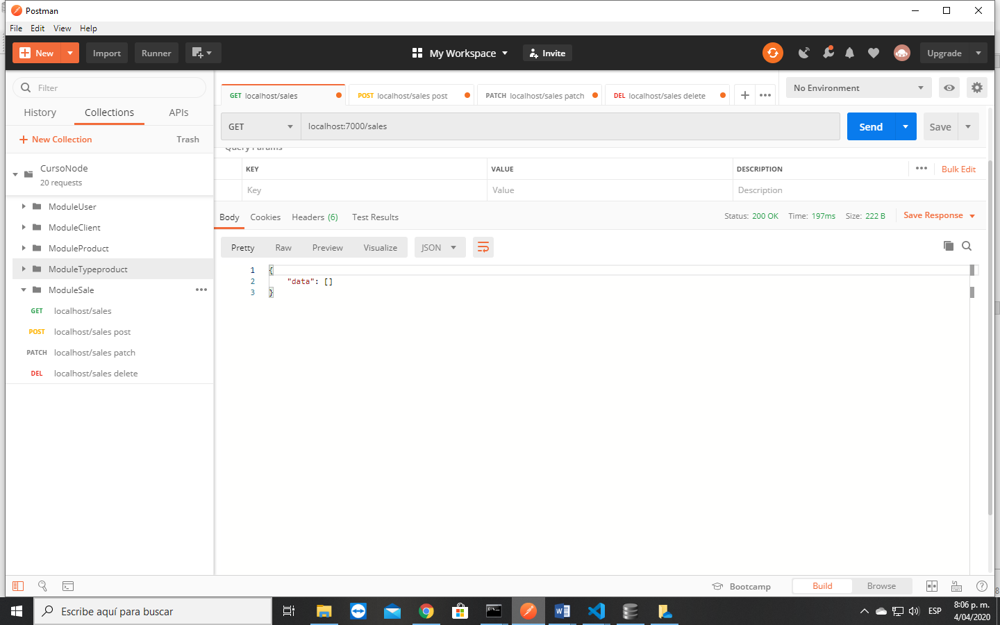 Postman
File Edit View Help
New Import Runner My Workspace Invite Upgrade
Filter
History Collections APIs
New Collection Trash
CursoNode
20 requests
ModuleUser
ModuleClient
ModuleProduct
ModuleTypeproduct
ModuleSale
GET localhost/sales
POST localhost/sales post
PATCH localhost/sales patch
DEL localhost/sales delete
GET localhost/sales POST localhost/sales post PATCH localhost/sales patch DEL localhost/sales delete No Environment
GET localhost:7000/sales Send Save
Query Params
KEY VALUE DESCRIPTION Bulk Edit
Key Value Description
Body Cookies Headers (6) Test Results Status: 200 OK Time: 197ms Size: 222 B Save Response
Pretty Raw Preview Visualize JSON
1 {
2 "data": []
3 }
Bootcamp Build Browse
Escribe aquí para buscar ESP 8:06 p. m.
4/04/2020
8